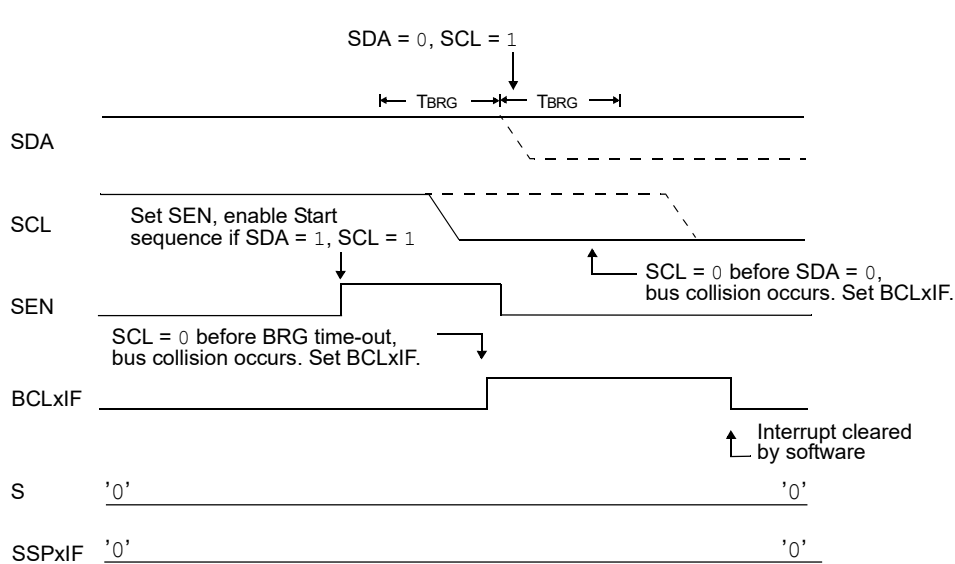 SDA = 0, SCL = 1
TBRG TBRG
SDA
SCL
Set SEN, enable Start
sequence if SDA = 1, SCL = 1
SCL = 0 before SDA = 0,
bus collision occurs. Set BCLxIF.
SEN
SCL = 0 before BRG time-out,
bus collision occurs. Set BCLxIF.
BCLxIF
Interrupt cleared
by software
S '0' '0'
SSPxIF '0' '0'